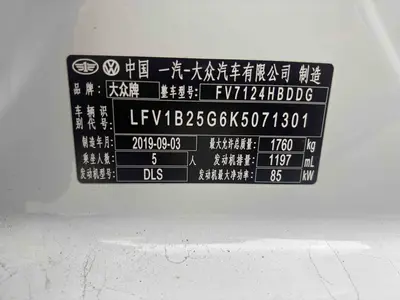 中国 一汽-大众汽车有限公司 制造
品牌: 大众牌 整车型号: FV7124HBDDG
车辆识别代号: LFV1B25G6K5071301
制造年月: 2019-09-03 最大允许总质量: 1760 kg
乘坐人数: 5 人 发动机排量: 1197 mL
发动机型号: DLS 发动机最大净功率: 85 kW